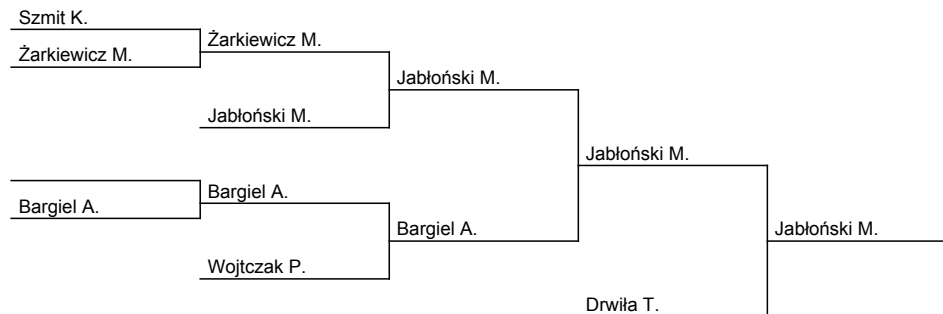 Szmit K.
Żarkiewicz M.
Żarkiewicz M.
Jabłoński M.
Jabłoński M.
Jabłoński M.
Bargiel A.
Bargiel A.
Bargiel A.
Jabłoński M.
Wojtczak P.
Drwiła T.